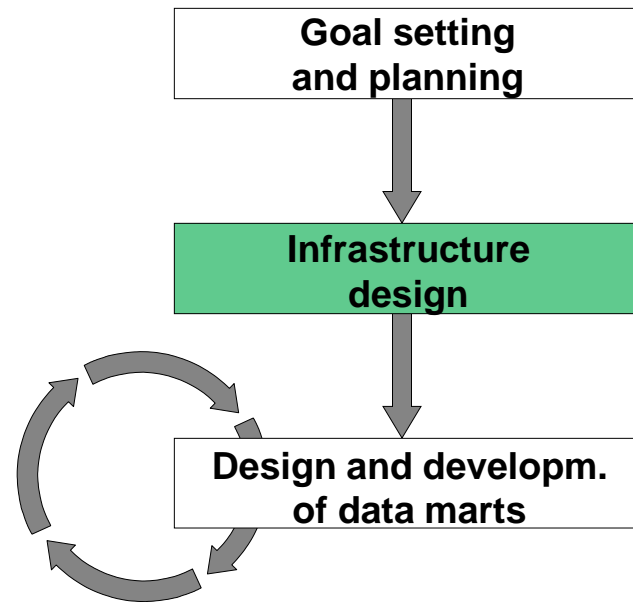 Goal setting
and planning
Infrastructure
design
Design and developm.
of data marts